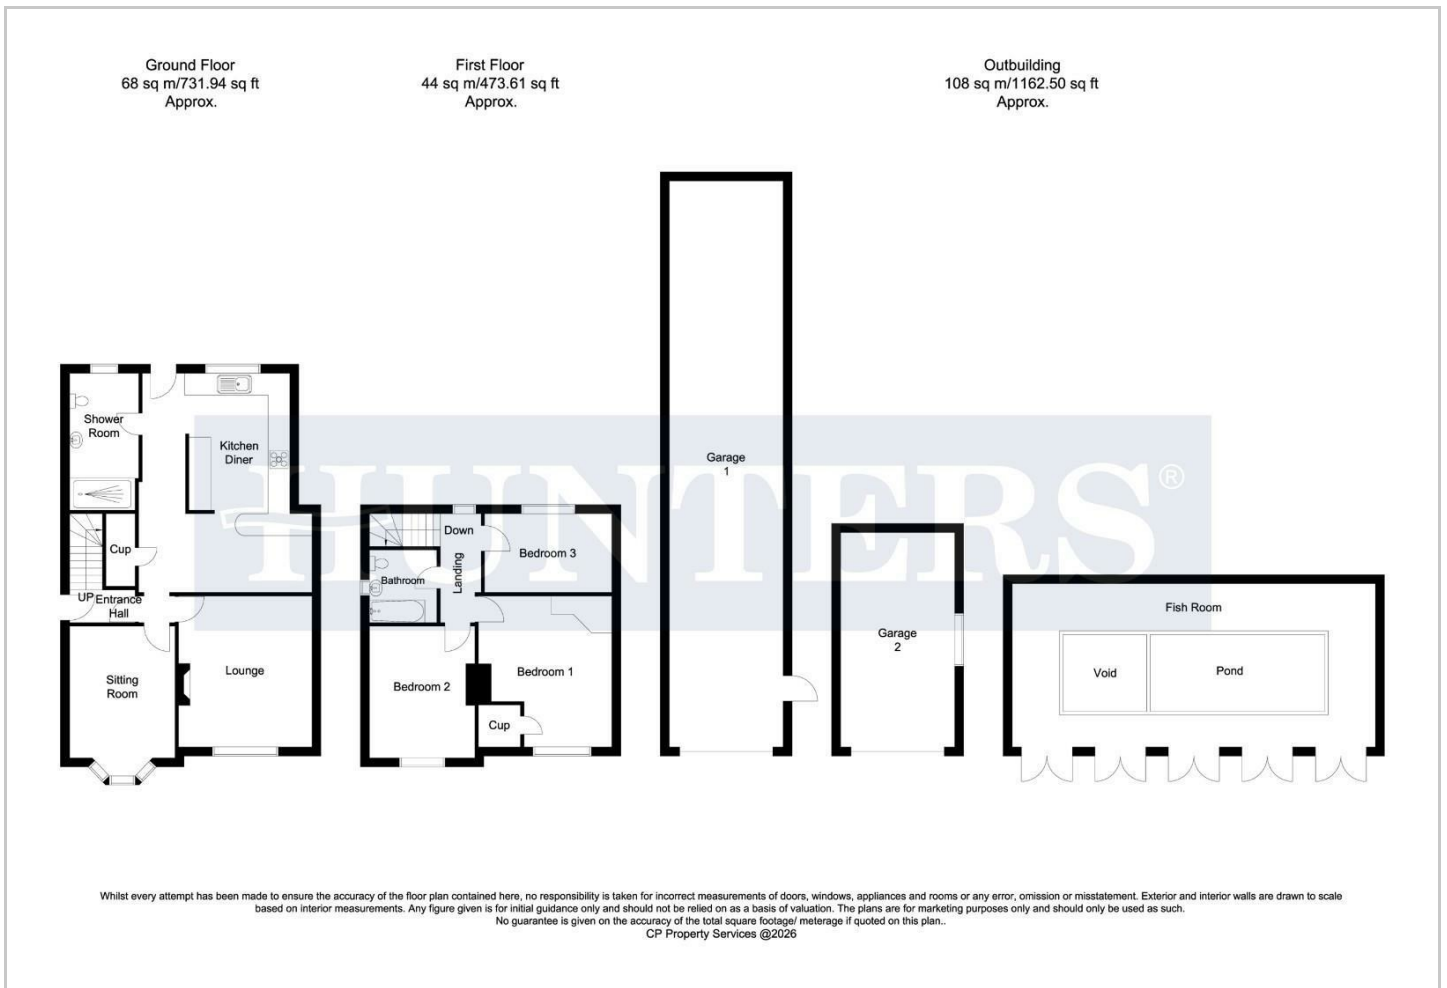 Ground Floor
68 sq m/731.94 sq ft
Approx.
First Floor
44 sq m/473.61 sq ft
Approx.
Outbuilding
108 sq m/1162.50 sq ft
Approx.
Shower
Room
Kitchen
Diner
Cup
UP
Entrance
Hall
Sitting
Room
Lounge
Down
Landing
Bathroom
Bedroom 3
Bedroom 2
Bedroom 1
Cup
Garage
1
Garage
2
Fish Room
Void
Pond
HUNTERS®
Whilst every attempt has been made to ensure the accuracy of the floor plan contained here, no responsibility is taken for incorrect measurements of doors, windows, appliances and rooms or any error, omission or misstatement. Exterior and interior walls are drawn to scale
based on interior measurements. Any figure given is for initial guidance only and should not be relied on as a basis of valuation. The plans are for marketing purposes only and should only be used as such.
No guarantee is given on the accuracy of the total square footage/ meterage if quoted on this plan..
CP Property Services @2026